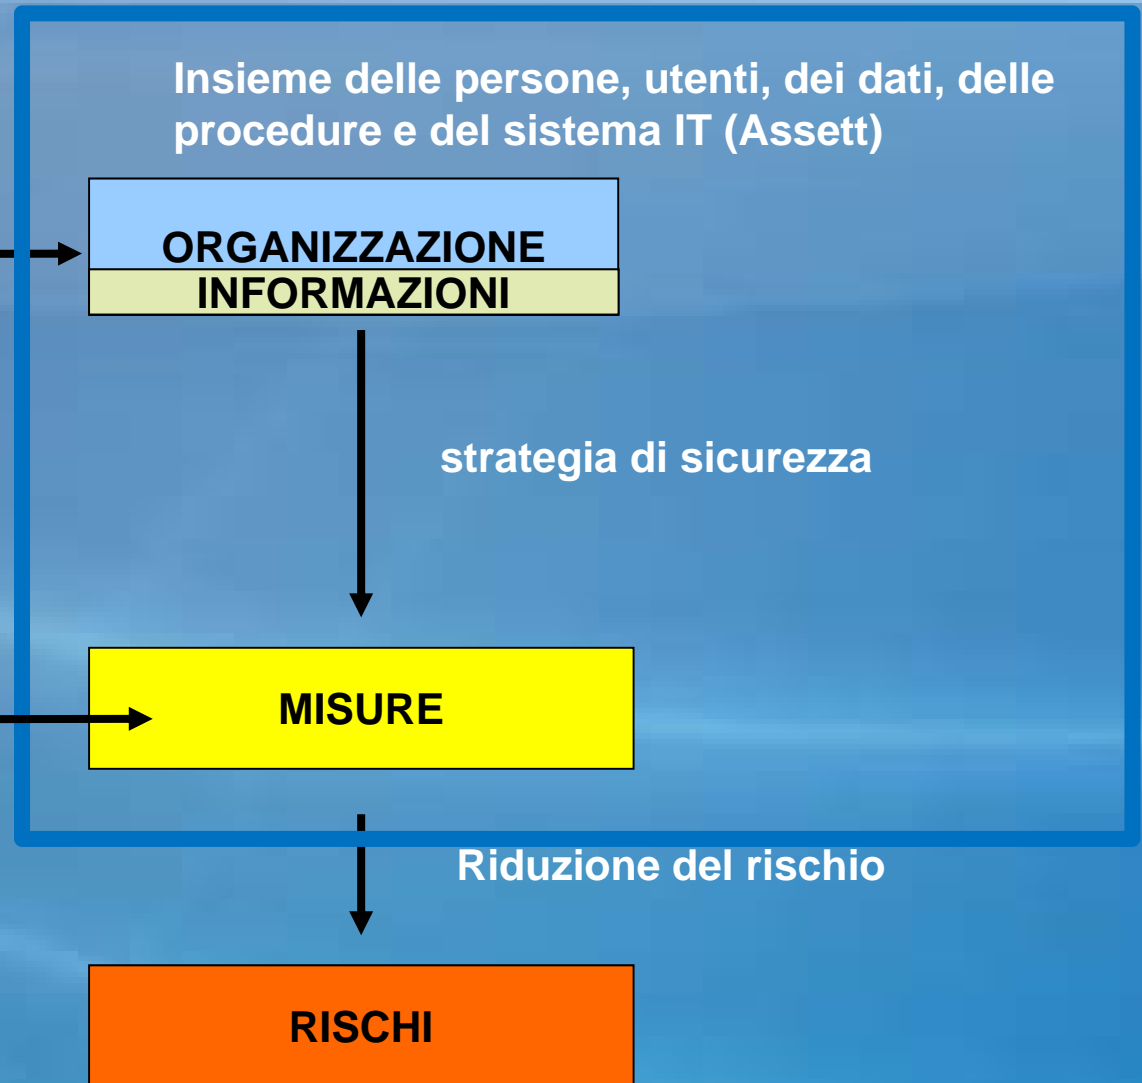 Insieme delle persone, utenti, dei dati, delle
procedure e del sistema IT (Assett)
ORGANIZZAZIONE
INFORMAZIONI
strategia di sicurezza
MISURE
Riduzione del rischio
RISCHI